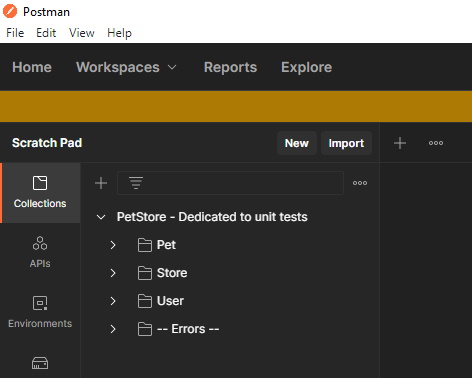 Postman
File Edit View Help
Home Workspaces Reports Explore
Scratch Pad New Import
Collections
PetStore - Dedicated to unit tests
Pet
APIs
Store
User
Environments
-- Errors --